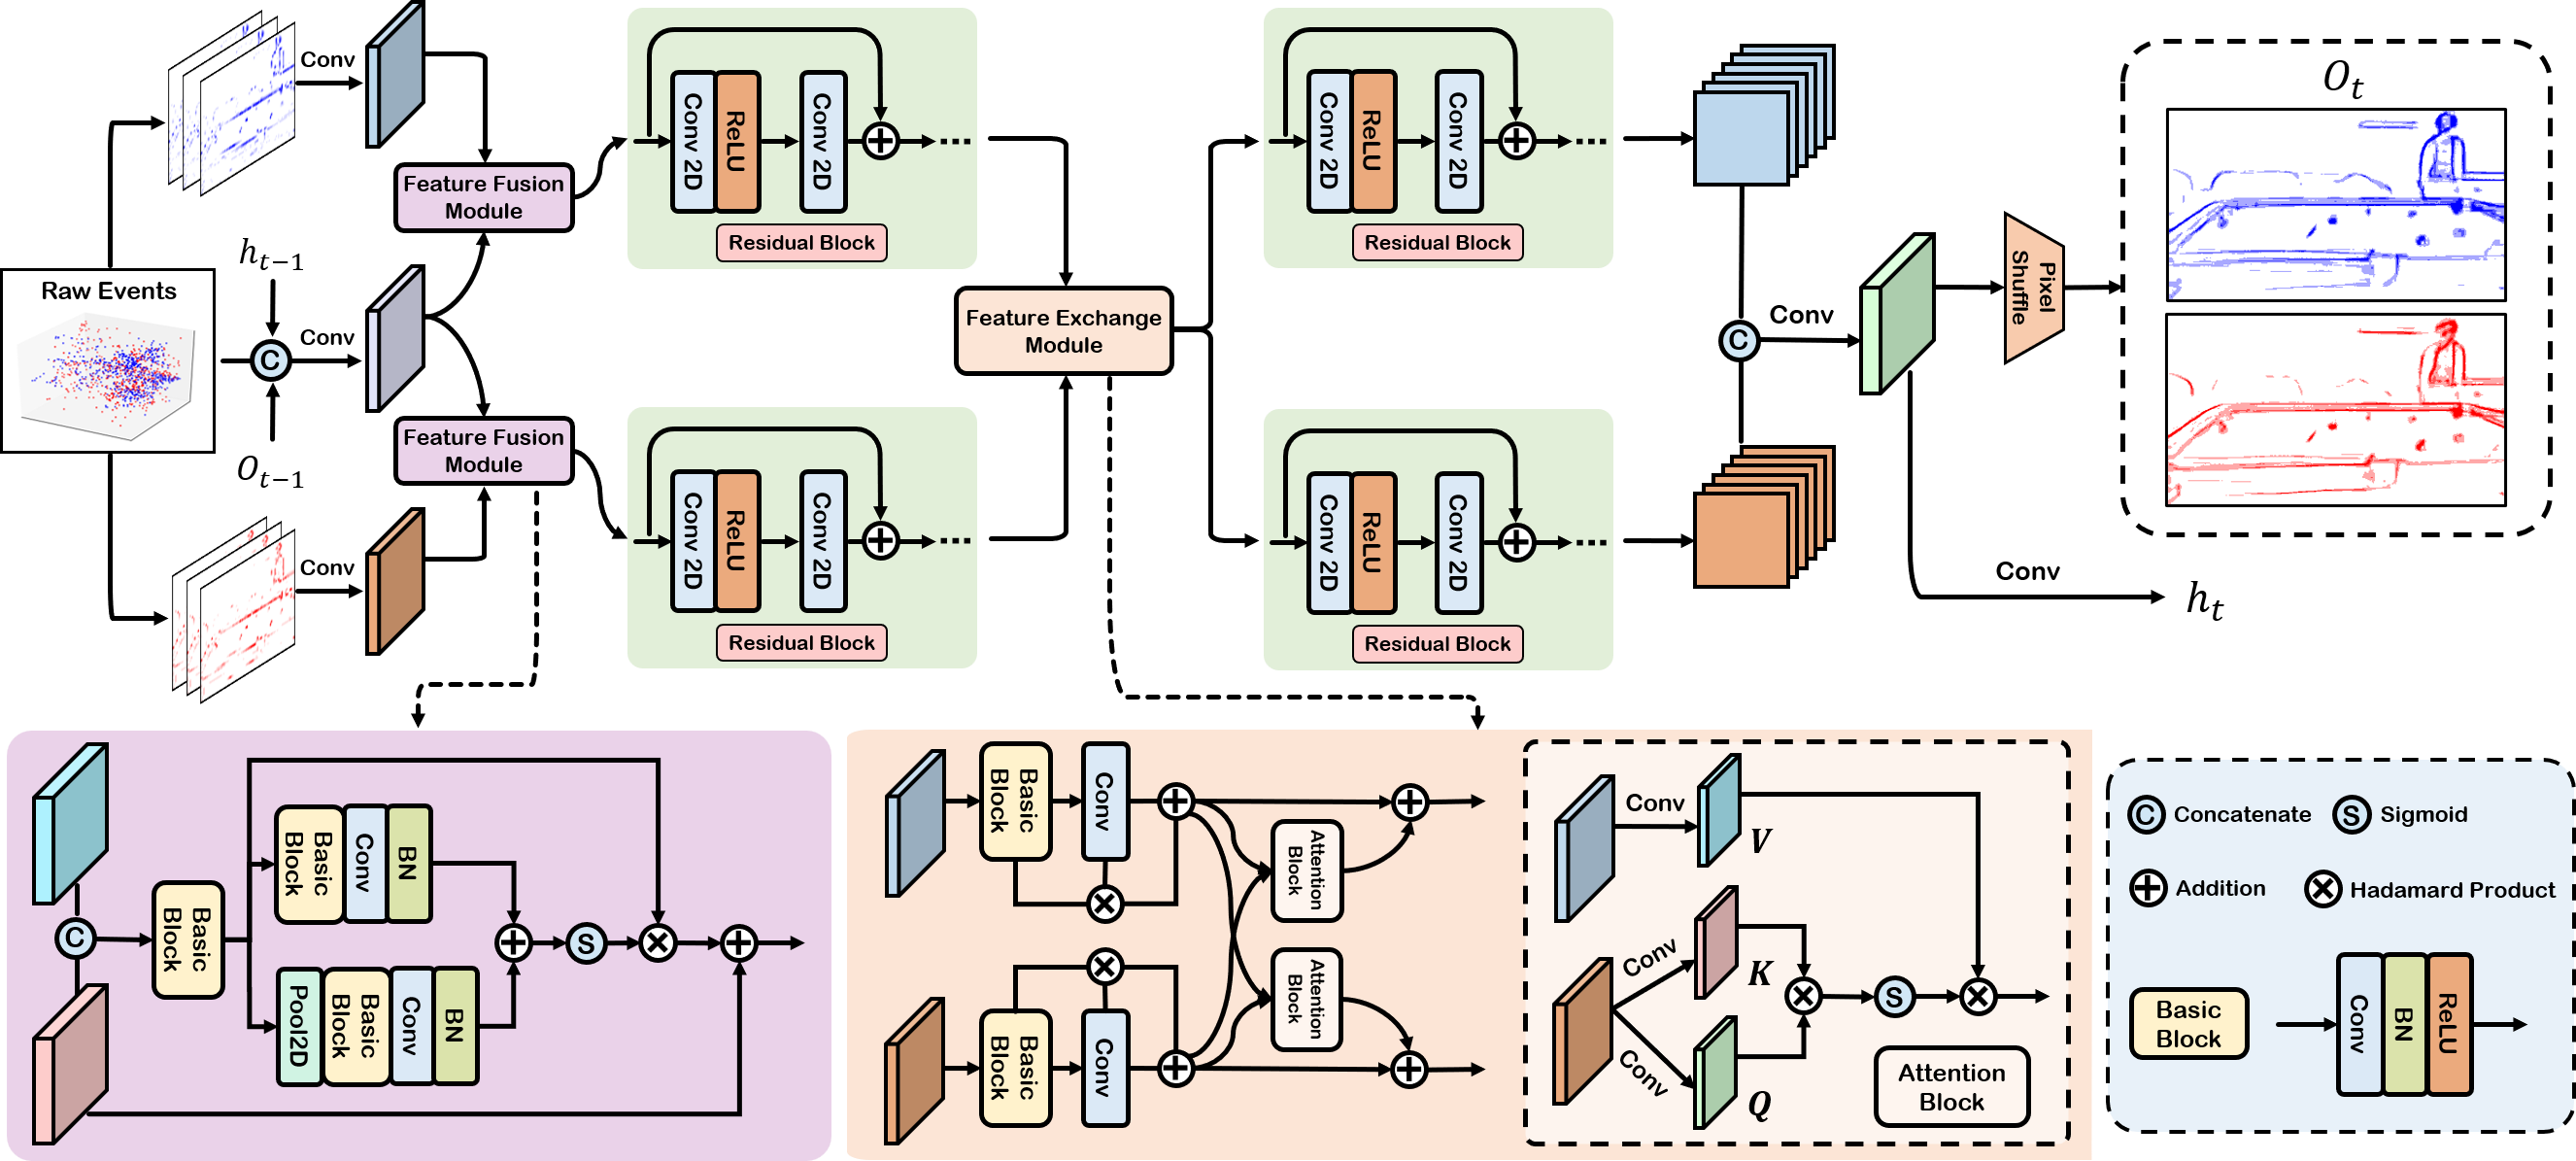 Conv
Feature Fusion
Module
Conv 2D
ReLU
Conv 2D
Residual Block
Conv 2D
ReLU
Conv 2D
Residual Block
O_t
h_{t-1}
Raw Events
C
Conv
O_{t-1}
Feature Exchange
Module
C
Conv
Pixel
Shuffle
Feature Fusion
Module
Conv
Conv 2D
ReLU
Conv 2D
Residual Block
Conv 2D
ReLU
Conv 2D
Residual Block
Conv
h_t
C
Basic
Block
Basic
Block
Conv
BN
Pool2D
Basic
Block
Conv
BN
S
Basic
Block
Conv
Attention
Block
Attention
Block
Basic
Block
Conv
Conv
V
Conv
K
Conv
Q
S
Attention
Block
C Concatenate
S Sigmoid
Addition
Hadamard Product
Basic
Block
Conv
BN
ReLU